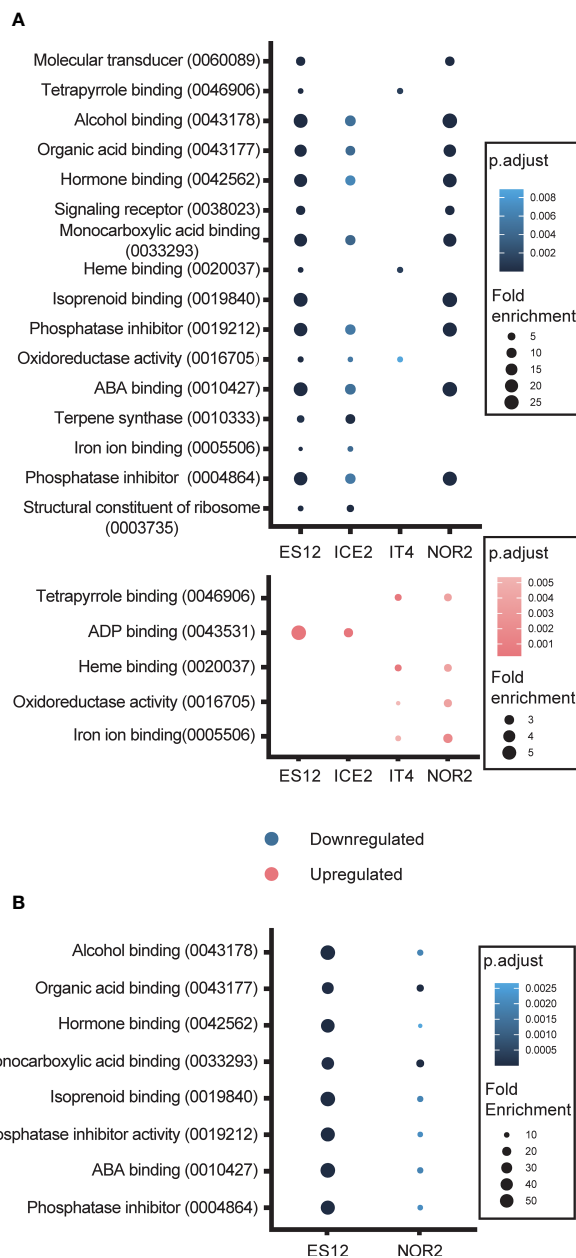 A
Molecular transducer (0060089)
Tetrapyrrole binding (0046906)
Alcohol binding (0043178)
Organic acid binding (0043177)
Hormone binding (0042562)
Signaling receptor (0038023)
Monocarboxylic acid binding
(0033293)
Heme binding (0020037)
Isoprenoid binding (0019840)
Phosphatase inhibitor (0019212)
Oxidoreductase activity (0016705)
ABA binding (0010427)
Terpene synthase (0010333)
Iron ion binding (0005506)
Phosphatase inhibitor (0004864)
Structural constituent of ribosome
(0003735)
ES12 ICE2 IT4 NOR2
p.adjust
0.008
0.006
0.004
0.002
Fold
enrichment
5
10
15
20
25
Tetrapyrrole binding (0046906)
ADP binding (0043531)
Heme binding (0020037)
Oxidoreductase activity (0016705)
Iron ion binding(0005506)
ES12 ICE2 IT4 NOR2
p.adjust
0.005
0.004
0.003
0.002
0.001
Fold
enrichment
3
4
5
Downregulated
Upregulated
B
Alcohol binding (0043178)
Organic acid binding (0043177)
Hormone binding (0042562)
onocarboxylic acid binding (0033293)
Isoprenoid binding (0019840)
osphatase inhibitor activity (0019212)
ABA binding (0010427)
Phosphatase inhibitor (0004864)
ES12 NOR2
p.adjust
0.0025
0.0020
0.0015
0.0010
0.0005
Fold
Enrichment
10
20
30
40
50